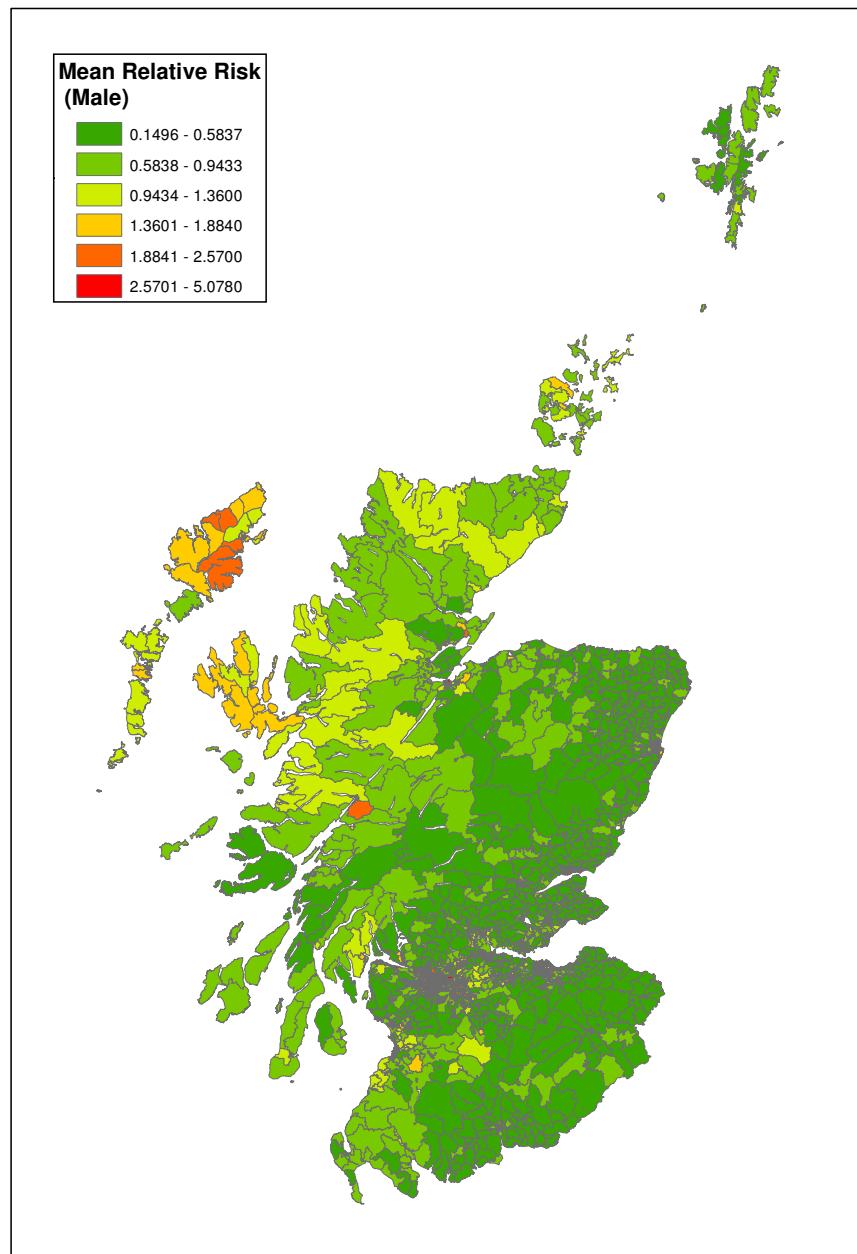 Mean Relative Risk
(Male)
0.1496 - 0.5837
0.5838 - 0.9433
0.9434 - 1.3600
1.3601 - 1.8840
1.8841 - 2.5700
2.5701 - 5.0780